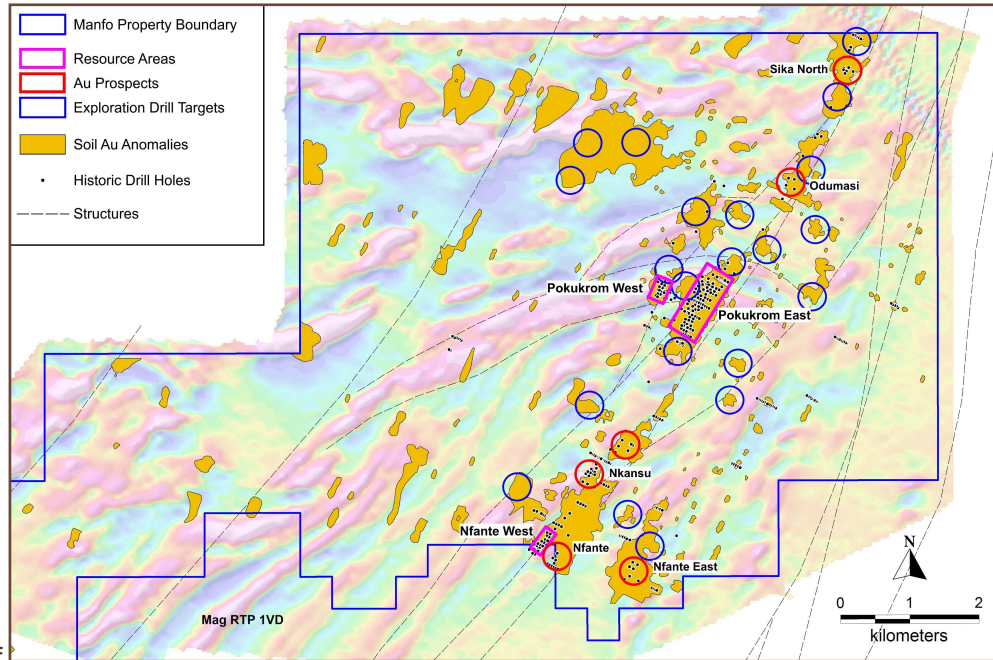 Manfo Property Boundary
Resource Areas
Au Prospects
Exploration Drill Targets
Soil Au Anomalies
Historic Drill Holes
Structures
Sika North
Odumasi
Pokukrom West
Pokukrom East
Nkansu
Nfante West
Nfante
Nfante East
Mag RTP 1VD
N
0 1 2
kilometers